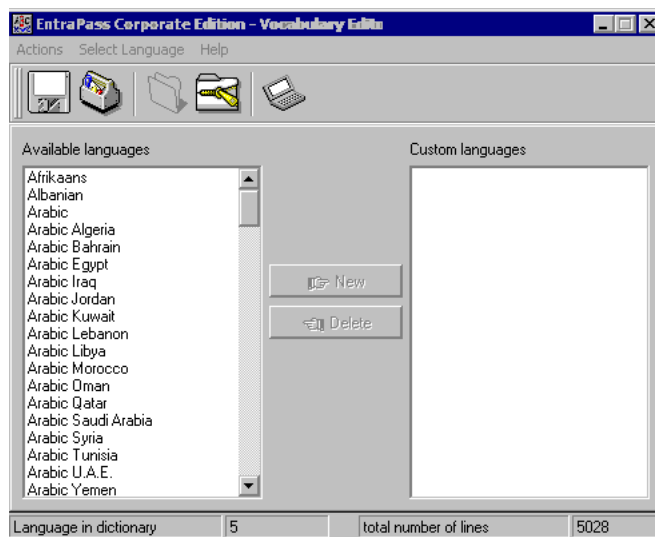 EntraPass Corporate Edition - Vocabulary Edito
Actions Select Language Help
Available languages
Custom languages
Afrikaans
Albanian
Arabic
Arabic Algeria
Arabic Bahrain
Arabic Egypt
Arabic Iraq
Arabic Jordan
Arabic Kuwait
Arabic Lebanon
Arabic Libya
Arabic Morocco
Arabic Oman
Arabic Qatar
Arabic Saudi Arabia
Arabic Syria
Arabic Tunisia
Arabic U.A.E.
Arabic Yemen
New
Delete
Language in dictionary 5 total number of lines 5028